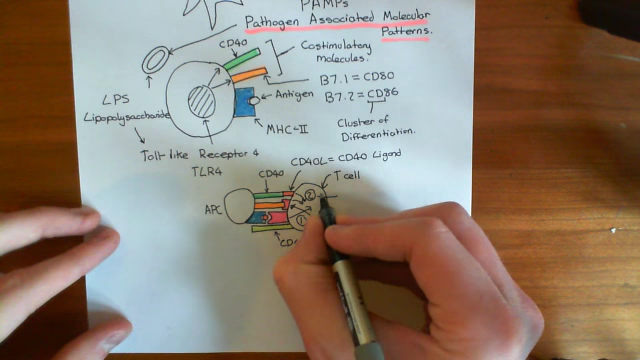 PAMPs
Pathogen Associated Molecular
Patterns.
CD40
Costimulatory
molecules.
B7.1 = CD80
Antigen
B7.2 = CD86
LPS
Lipopolysaccharide
MHC-II
Cluster of
Differentiation.
Toll-like Receptor 4
TLR4
CD40L = CD40 Ligand
CD40
T cell
APC
2
1